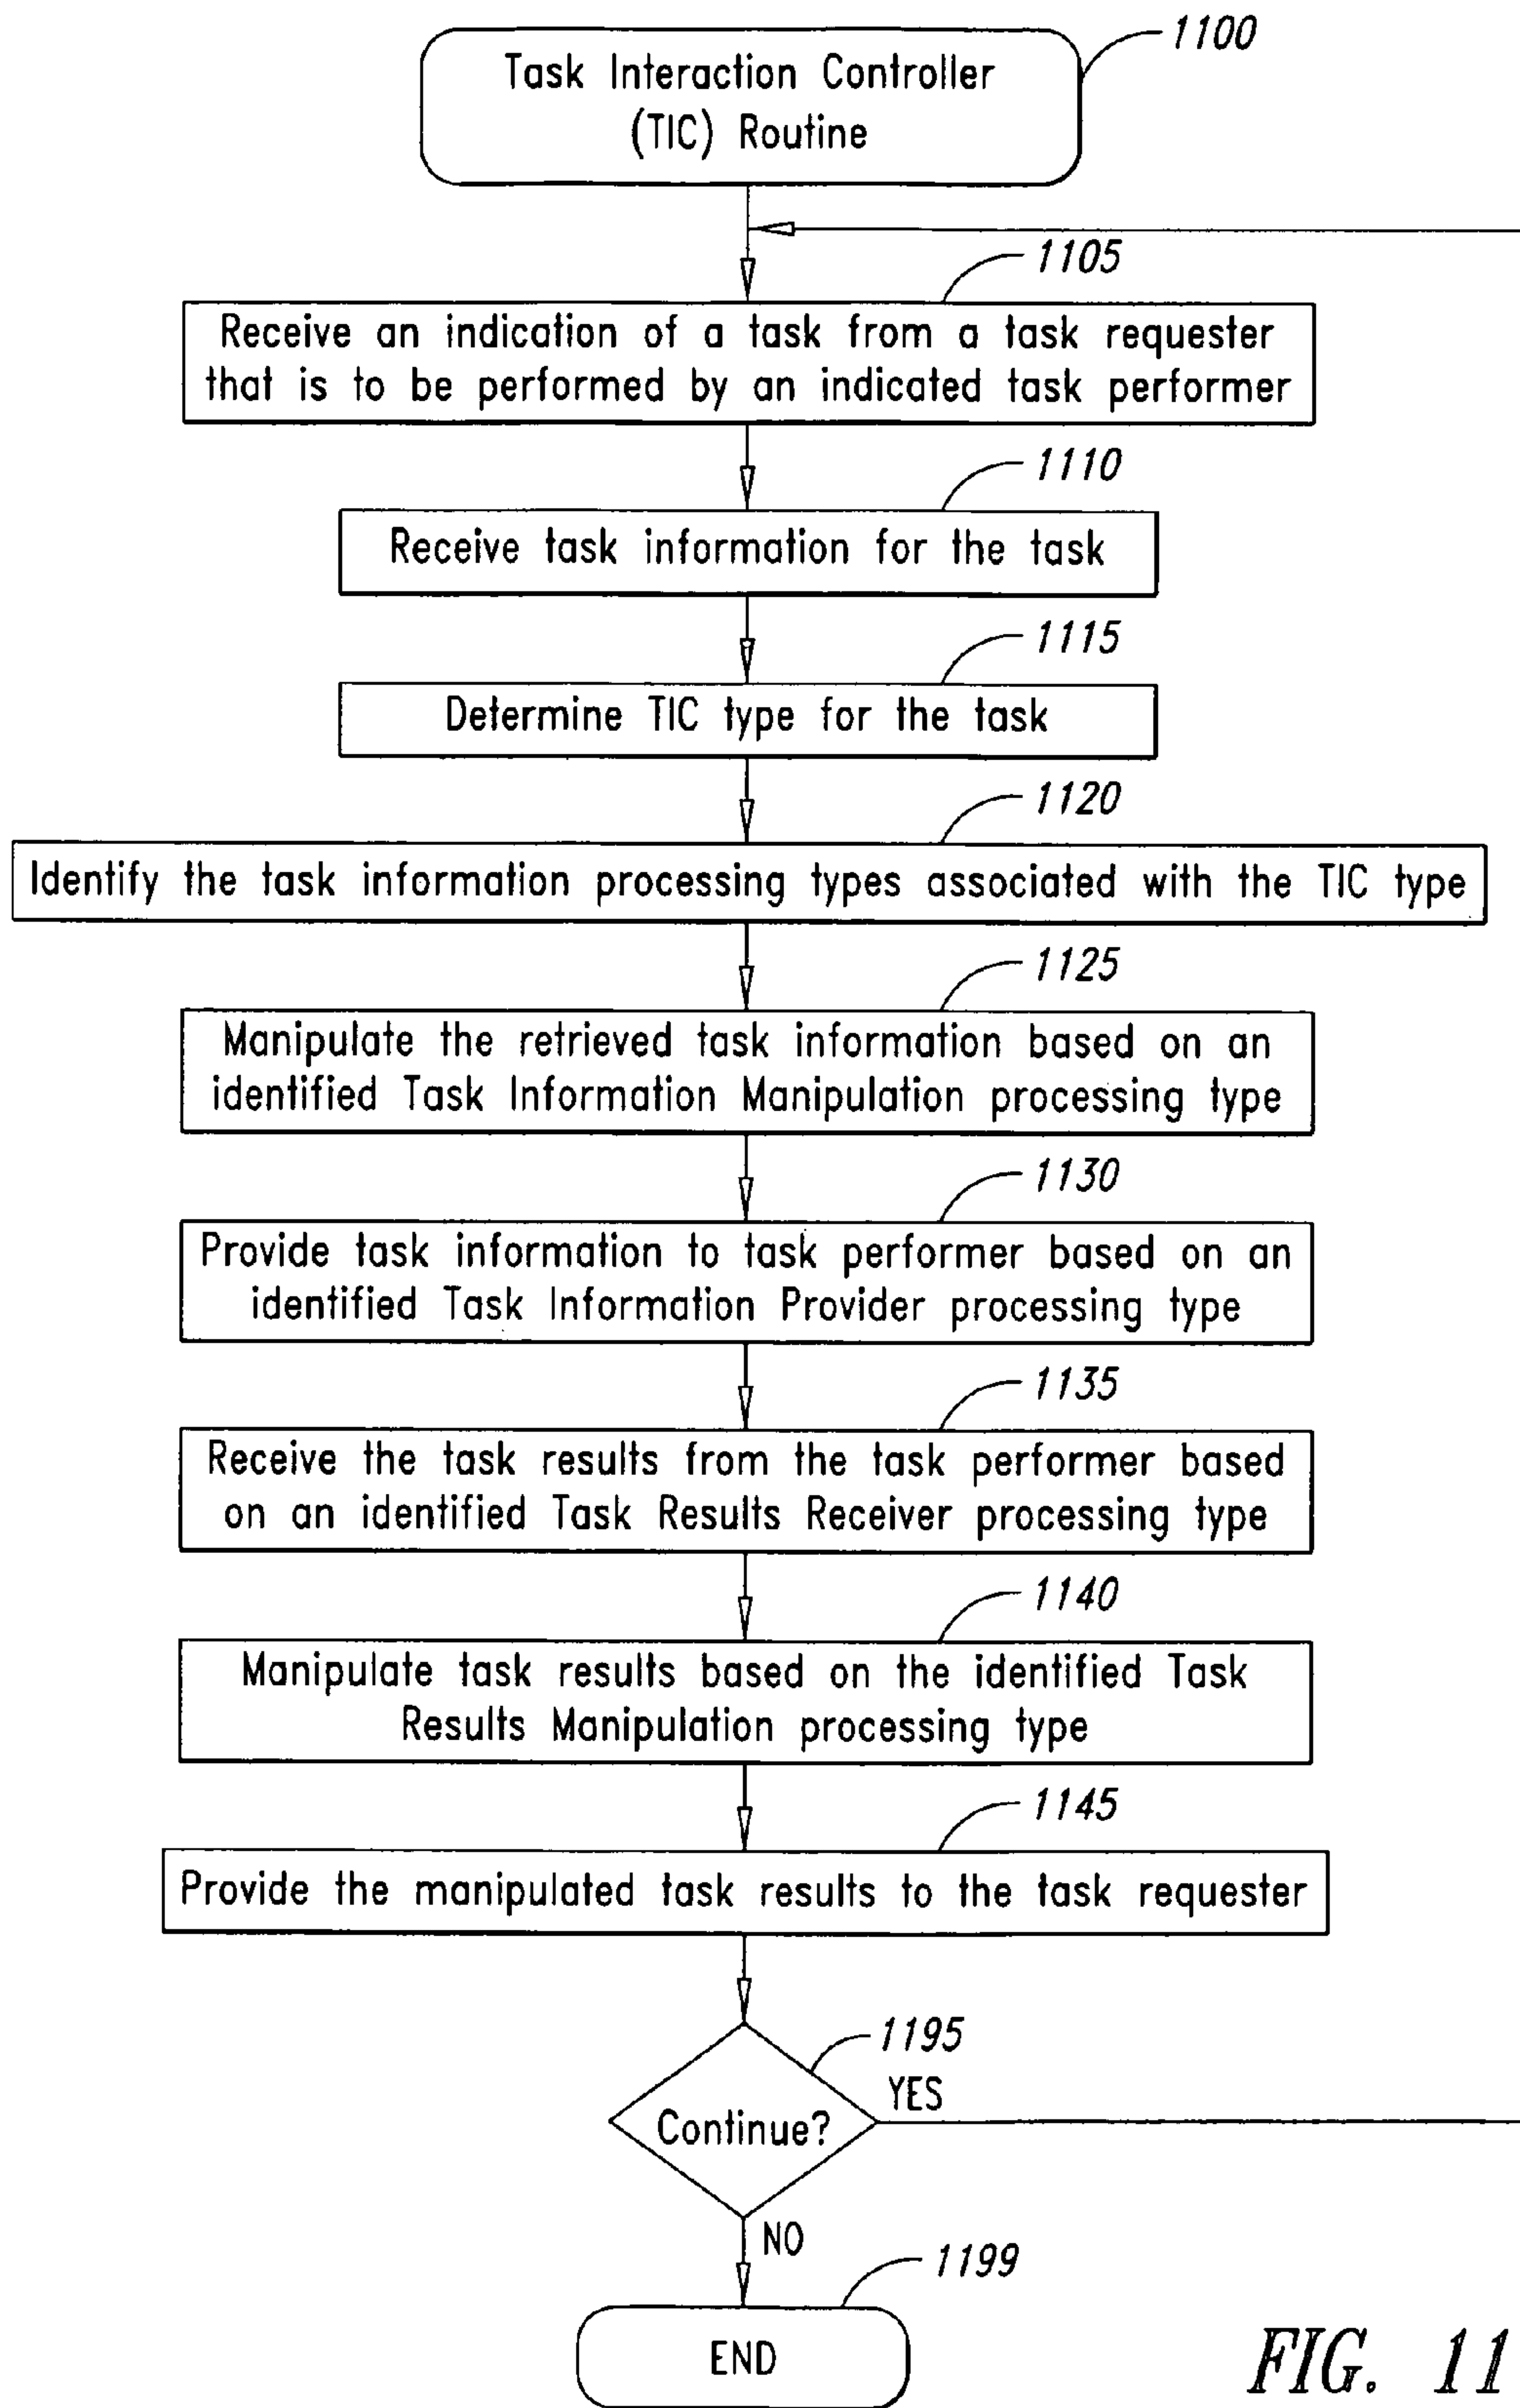 1100
Task Interaction Controller
(TIC) Routine
1105
Receive an indication of a task from a task requester
that is to be performed by an indicated task performer
1110
Receive task information for the task
1115
Determine TIC type for the task
1120
Identify the task information processing types associated with the TIC type
1125
Manipulate the retrieved task information based on an
identified Task Information Manipulation processing type
1130
Provide task information to task performer based on an
identified Task Information Provider processing type
1135
Receive the task results from the task performer based
on an identified Task Results Receiver processing type
1140
Manipulate task results based on the identified Task
Results Manipulation processing type
1145
Provide the manipulated task results to the task requester
1195
YES
Continue?
NO
1199
END
FIG. 11